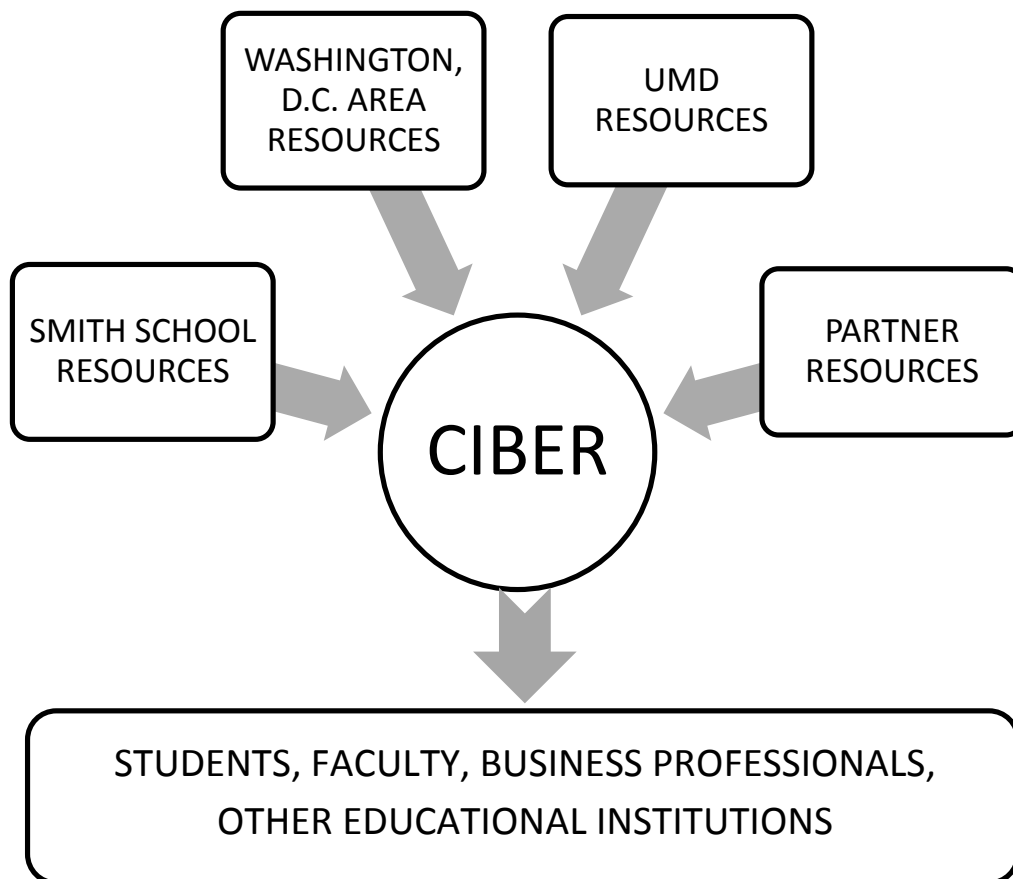 WASHINGTON,
D.C. AREA
RESOURCES
UMD
RESOURCES
SMITH SCHOOL
RESOURCES
PARTNER
RESOURCES
CIBER
STUDENTS, FACULTY, BUSINESS PROFESSIONALS,
OTHER EDUCATIONAL INSTITUTIONS